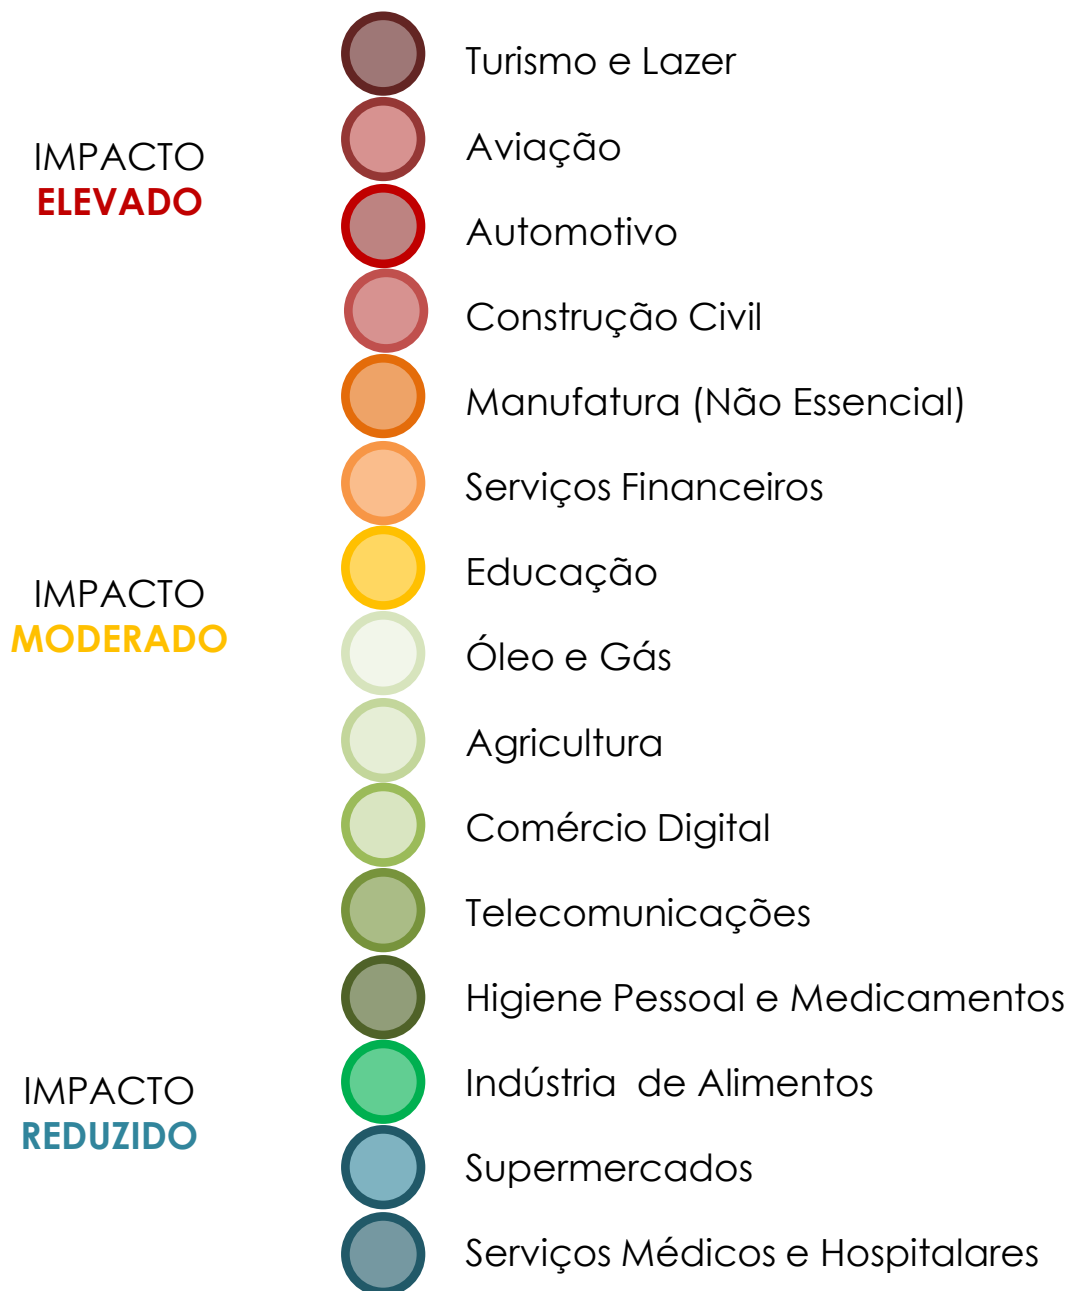 Turismo e Lazer
Aviação
IMPACTO
ELEVADO
Automotivo
Construção Civil
Manufatura (Não Essencial)
Serviços Financeiros
Educação
IMPACTO
MODERADO
Óleo e Gás
Agricultura
Comércio Digital
Telecomunicações
Higiene Pessoal e Medicamentos
IMPACTO
REDUZIDO
Indústria  de Alimentos
Supermercados
Serviços Médicos e Hospitalares